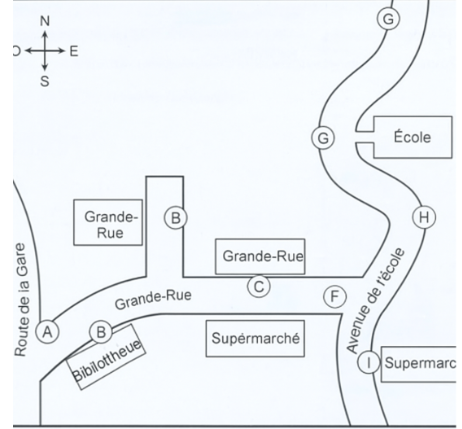 N
O
E
S
G
G
École
Grande-
Rue
B
H
Grande-Rue
Route de la Gare
Grande-Rue
C
F
Avenue de l'école
A
B
Supérmarché
Bibilottheue
I
Supermarc